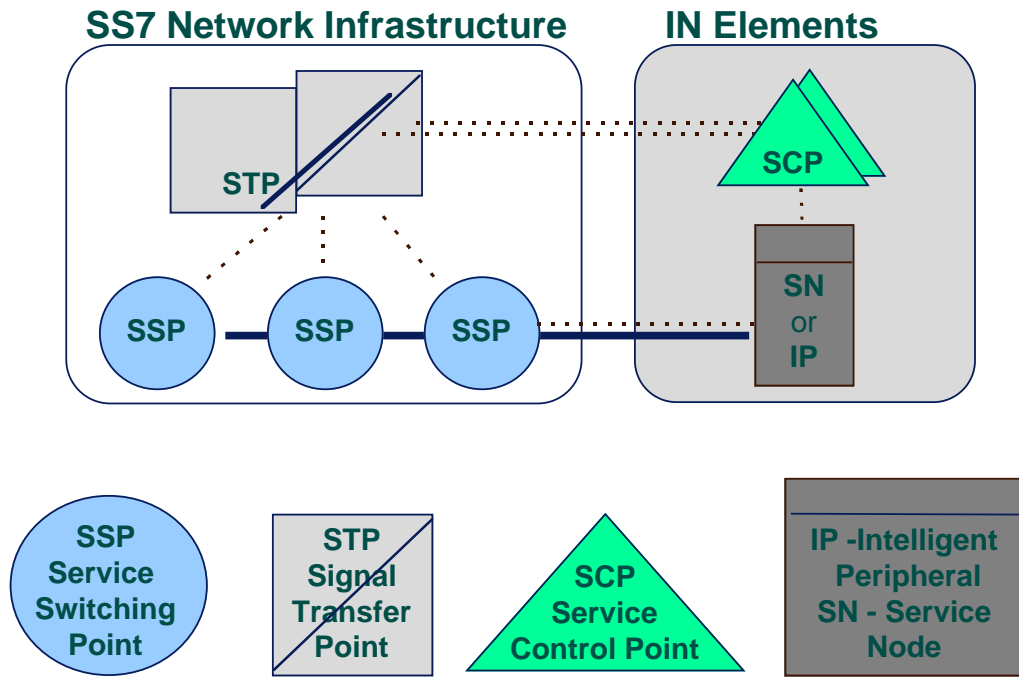 SS7 Network Infrastructure
IN Elements
STP
SCP
SSP
SSP
SSP
SN
or
IP
SSP
Service
Switching
Point
STP
Signal
Transfer
Point
SCP
Service
Control Point
IP -Intelligent
Peripheral
SN - Service
Node